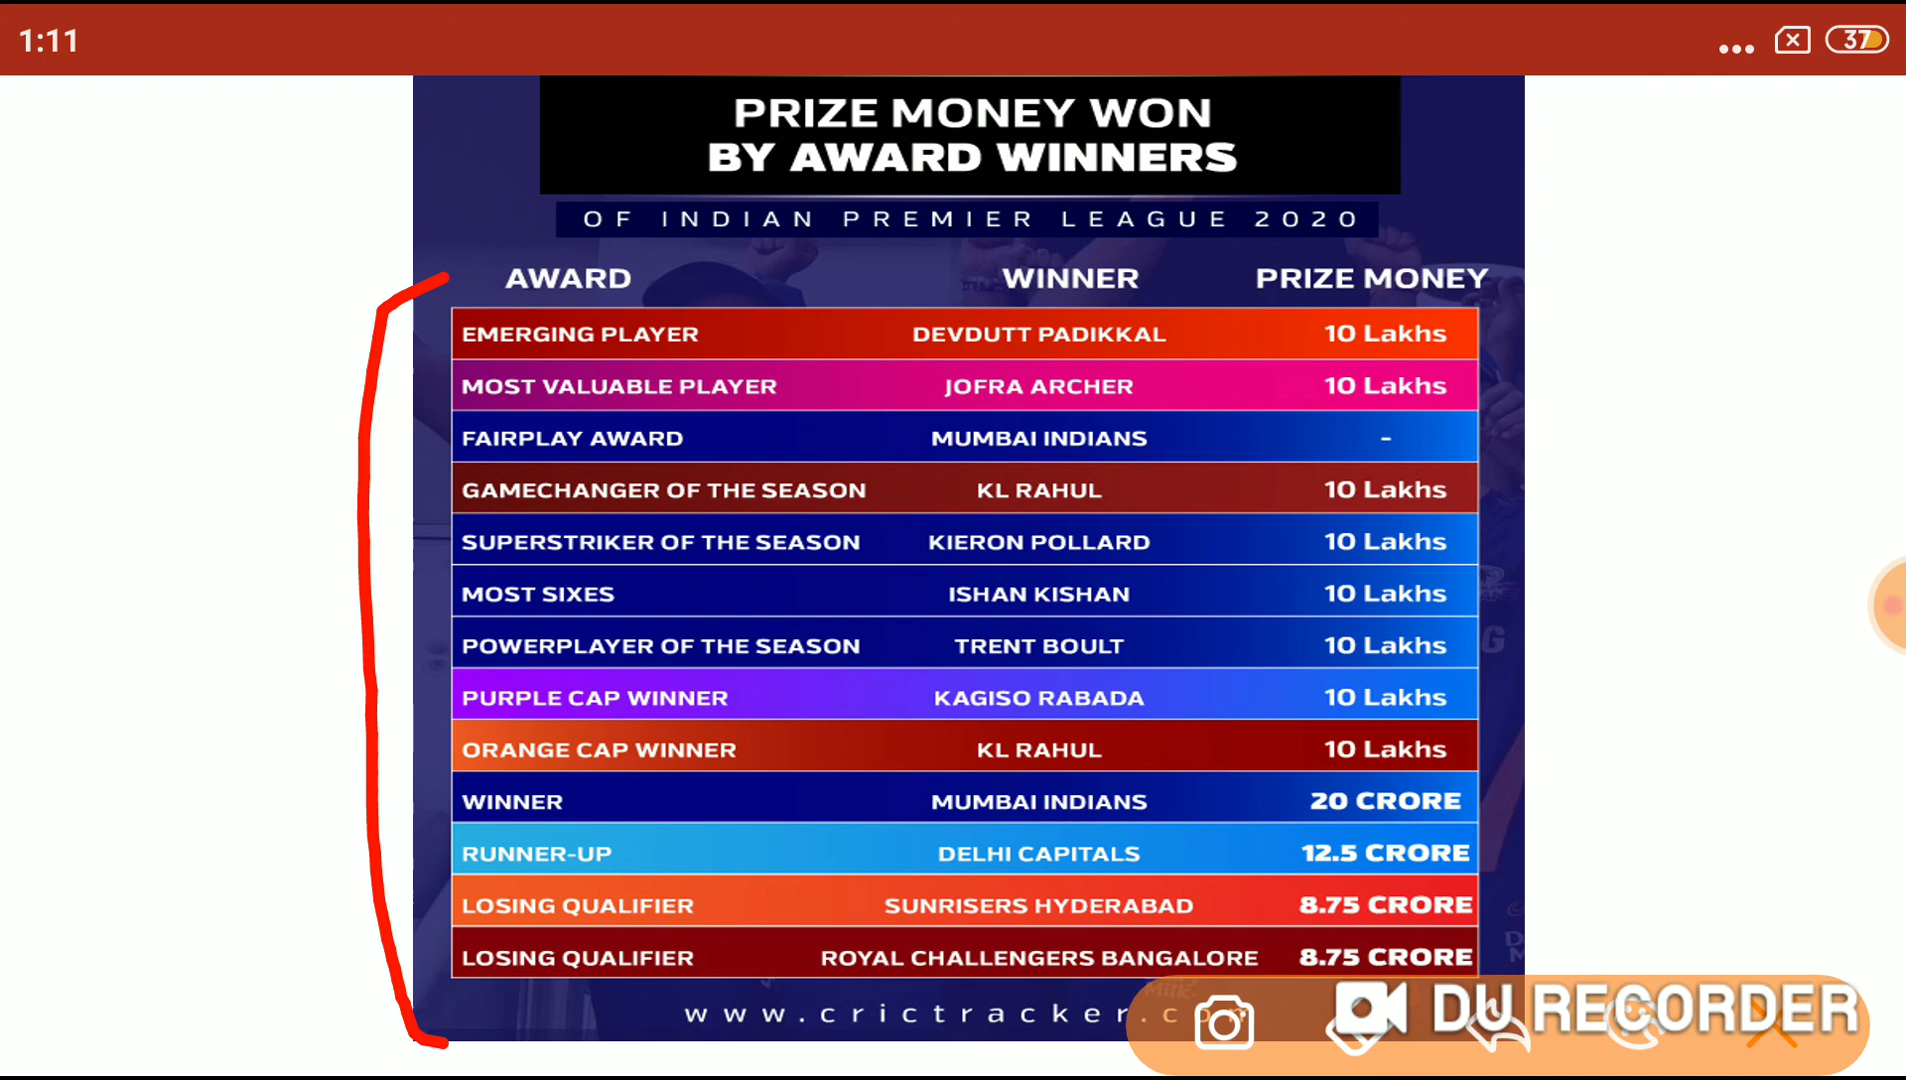 1:11
37
PRIZE MONEY WON
BY AWARD WINNERS
OF INDIAN PREMIER LEAGUE 2020
AWARD WINNER PRIZE MONEY
EMERGING PLAYER DEVDUTT PADIKKAL 10 Lakhs
MOST VALUABLE PLAYER JOFRA ARCHER 10 Lakhs
FAIRPLAY AWARD MUMBAI INDIANS -
GAMECHANGER OF THE SEASON KL RAHUL 10 Lakhs
SUPERSTRIKER OF THE SEASON KIERON POLLARD 10 Lakhs
MOST SIXES ISHAN KISHAN 10 Lakhs
POWERPLAYER OF THE SEASON TRENT BOULT 10 Lakhs
PURPLE CAP WINNER KAGISO RABADA 10 Lakhs
ORANGE CAP WINNER KL RAHUL 10 Lakhs
WINNER MUMBAI INDIANS 20 CRORE
RUNNER-UP DELHI CAPITALS 12.5 CRORE
LOSING QUALIFIER SUNRISERS HYDERABAD 8.75 CRORE
LOSING QUALIFIER ROYAL CHALLENGERS BANGALORE 8.75 CRORE
www.crictracker.com
DU RECORDER